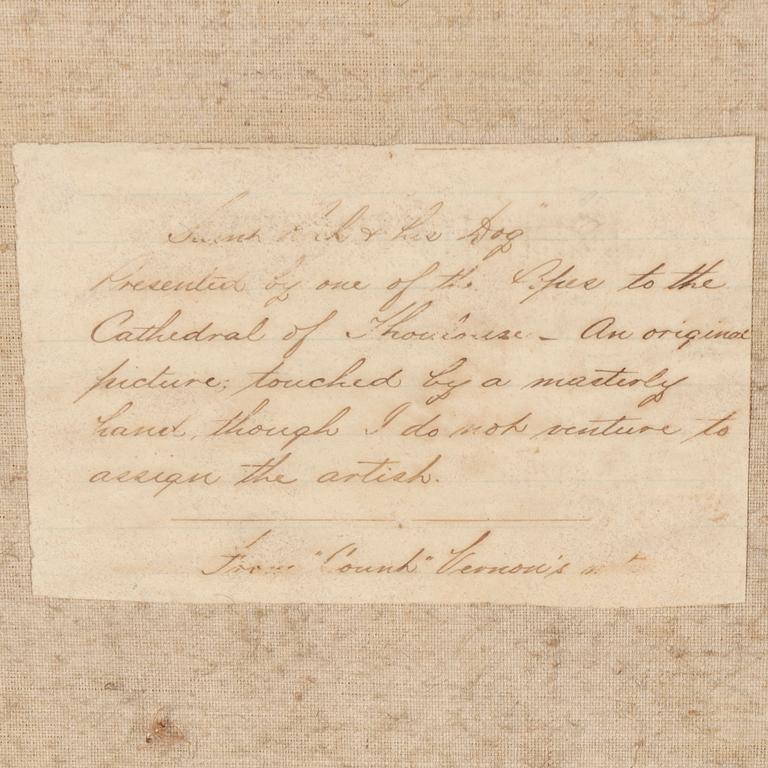 Saint Roch & his Dog"
Presented by one of the Popes to the
Cathedral of Thoulouse - An original
picture; touched by a masterly
hand, though I do not venture to
assign the artist.
From "Count" Vernon's